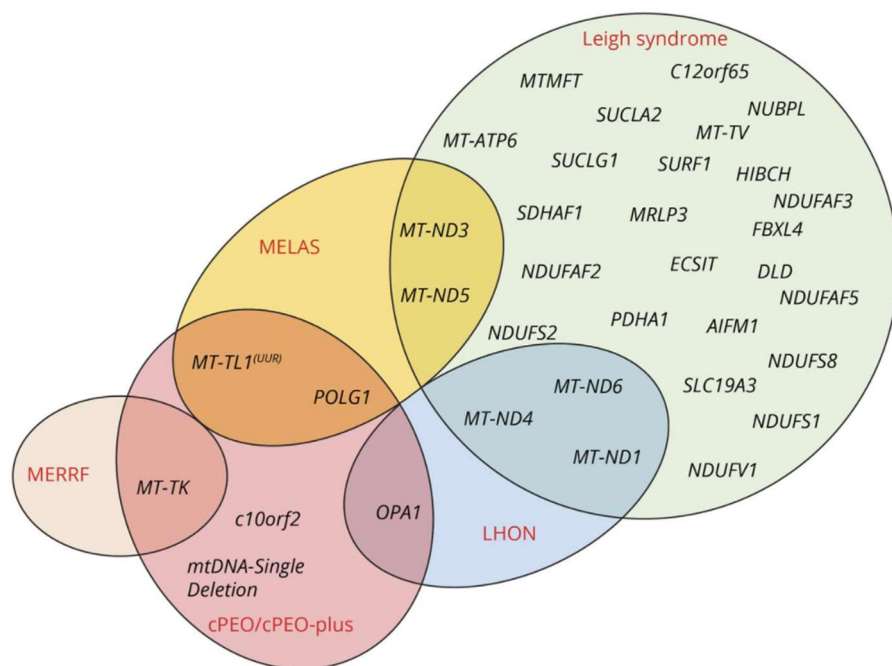 Leigh syndrome
C12orf65
MTMFT
NUBPL
SUCLA2
MT-TV
MT-ATP6
SUCLG1
SURF1
HIBCH
NDUFAF3
SDHAF1
MRLP3
FBXL4
MT-ND3
MELAS
ECSIT
DLD
NDUFAF2
MT-ND5
NDUFAF5
PDHA1
AIFM1
NDUFS2
MT-TL1(UUR)
NDUFS8
POLG1
MT-ND6
SLC19A3
MT-ND4
NDUFS1
MT-ND1
NDUFV1
MERRF
MT-TK
c10orf2
OPA1
LHON
mtDNA-Single
Deletion
cPEO/cPEO-plus